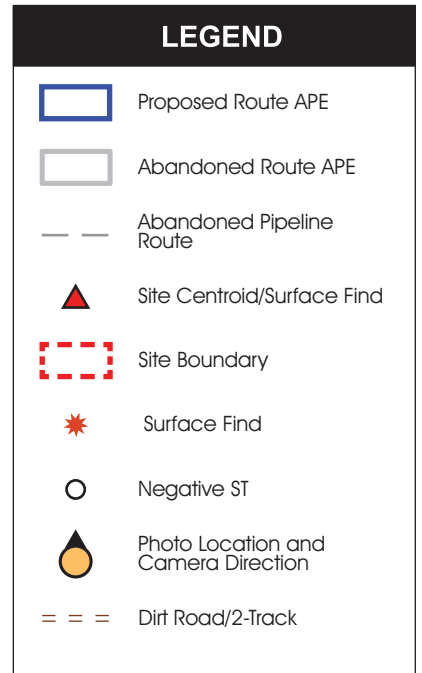 LEGEND
Proposed Route APE
Abandoned Route APE
Abandoned Pipeline
Route
Site Centroid/Surface Find
Site Boundary
Surface Find
Negative ST
Photo Location and
Camera Direction
Dirt Road/2-Track